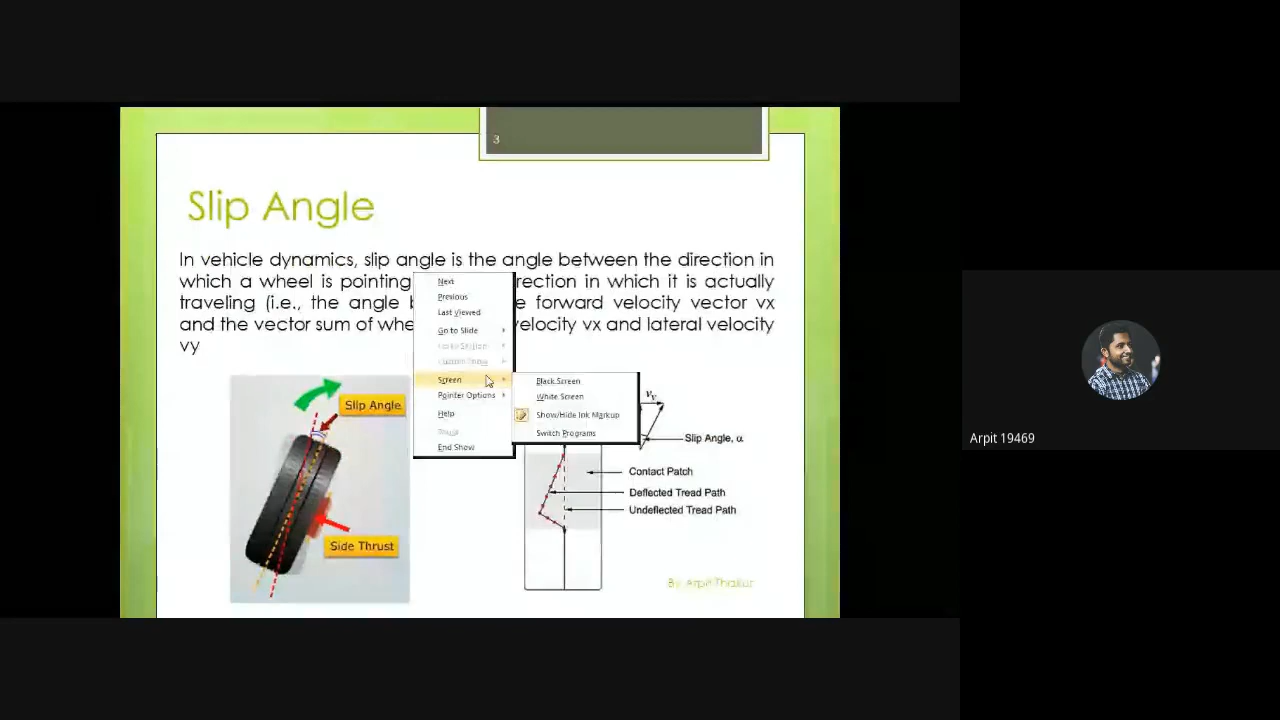 3
Slip Angle
In vehicle dynamics, slip angle is the angle between the direction in
which a wheel is pointing rection in which it is actually
traveling (i.e., the angle b e forward velocity vector vx
and the vector sum of whe velocity vx and lateral velocity
vy
Next
Previous
Last Viewed
Go to Slide
Custom Show
Screen
Pointer Options
Help
Pause
End Show
Black Screen
White Screen
Show/Hide Ink Markup
Switch Programs
Slip Angle
Side Thrust
Slip Angle, α
Contact Patch
Deflected Tread Path
Undeflected Tread Path
By: Arpit Thakur
Arpit 19469